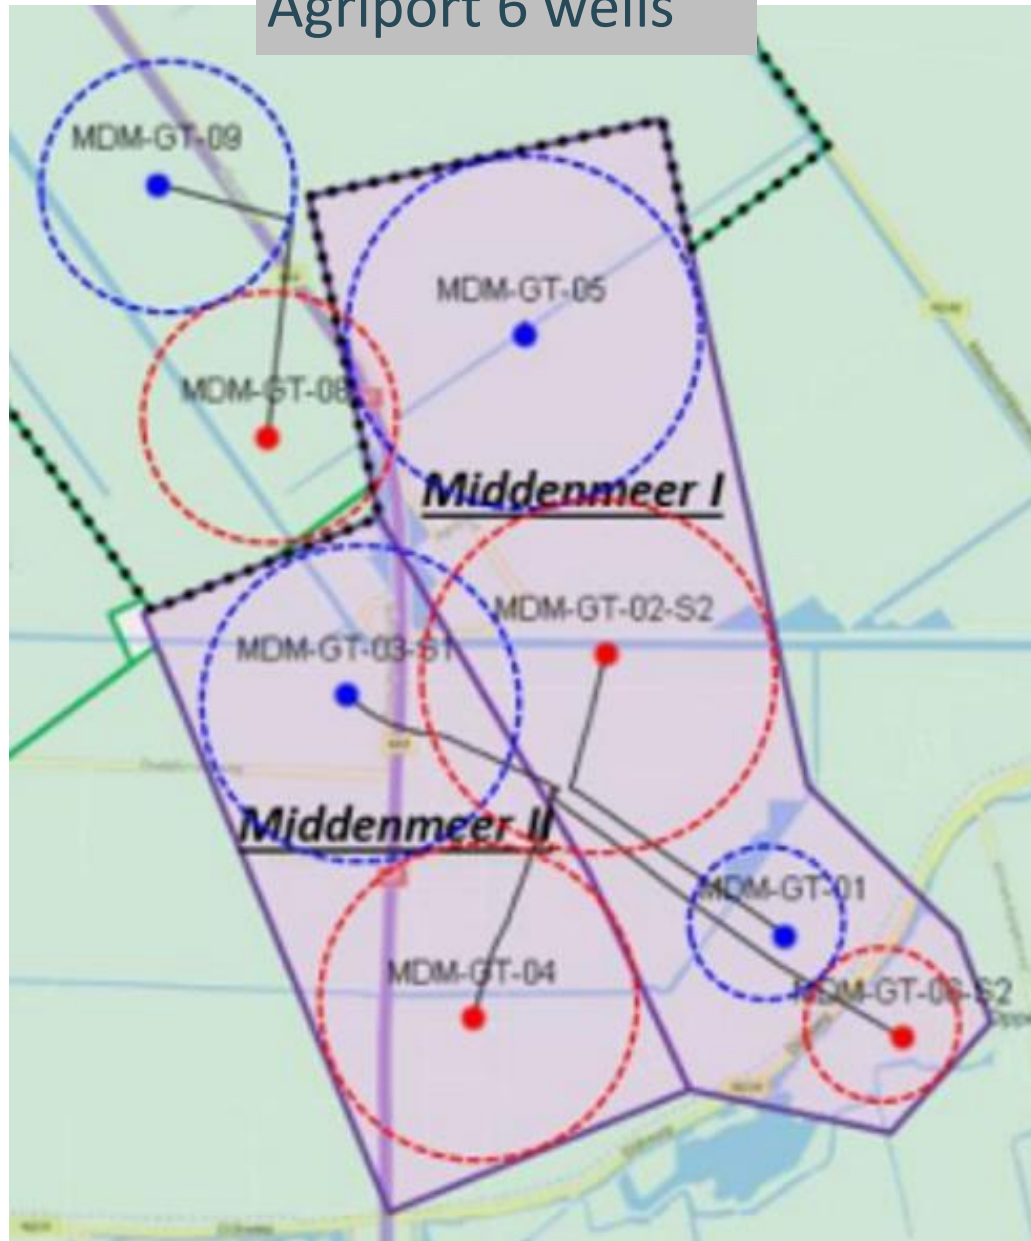 Agriport 6 wells
MDM-GT-09
MDM-GT-05
MDM-GT-08
Middenmeer I
MDM-GT-02-S2
MDM-GT-03-S1
Middenmeer II
MDM-GT-01
MDM-GT-04
MDM-GT-06-S2